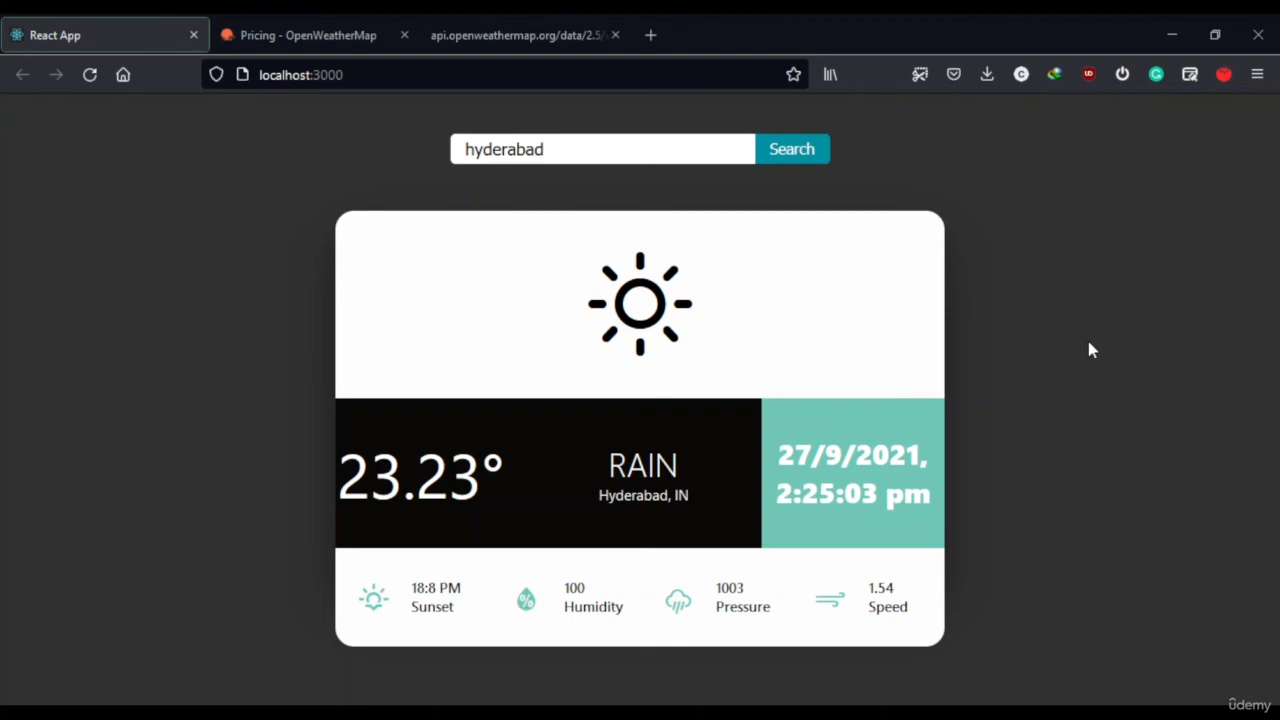 React App
Pricing - OpenWeatherMap
api.openweathermap.org/data/2.5/
localhost:3000
hyderabad
Search
23.23°
RAIN
Hyderabad, IN
27/9/2021,
2:25:03 pm
18:8 PM
Sunset
100
Humidity
1003
Pressure
1.54
Speed
ûdemy